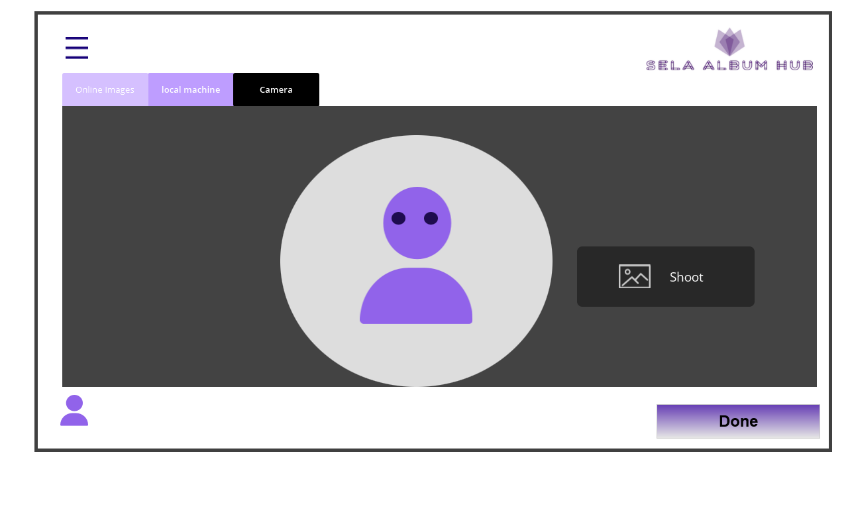 SELA ALBUM HUB
Online Images
local machine
Camera
Shoot
Done